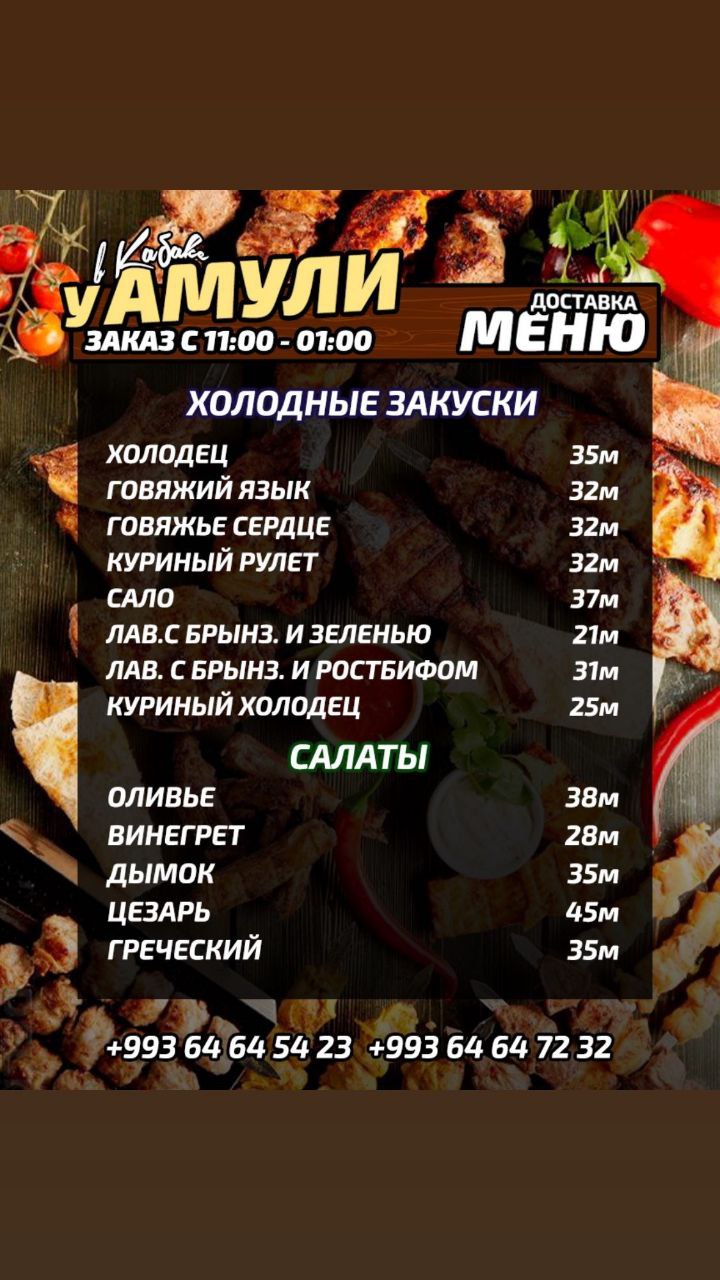 в Кабаке
у АМУЛИ
ЗАКАЗ С 11:00 - 01:00
ДОСТАВКА
МЕНЮ
ХОЛОДНЫЕ ЗАКУСКИ
ХОЛОДЕЦ 35м
ГОВЯЖИЙ ЯЗЫК 32м
ГОВЯЖЬЕ СЕРДЦЕ 32м
КУРИНЫЙ РУЛЕТ 32м
САЛО 37м
ЛАВ.С БРЫНЗ. И ЗЕЛЕНЬЮ 21м
ЛАВ. С БРЫНЗ. И РОСТБИФОМ 31м
КУРИНЫЙ ХОЛОДЕЦ 25м
САЛАТЫ
ОЛИВЬЕ 38м
ВИНЕГРЕТ 28м
ДЫМОК 35м
ЦЕЗАРЬ 45м
ГРЕЧЕСКИЙ 35м
+993 64 64 54 23 +993 64 64 72 32